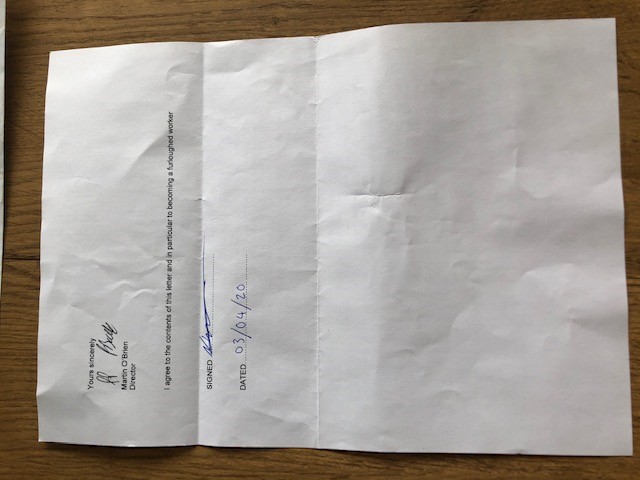 Yours sincerely
pp
Martin O'Brien
Director
I agree to the contents of this letter and in particular to becoming a furloughed worker
SIGNED
DATED 03/04/20